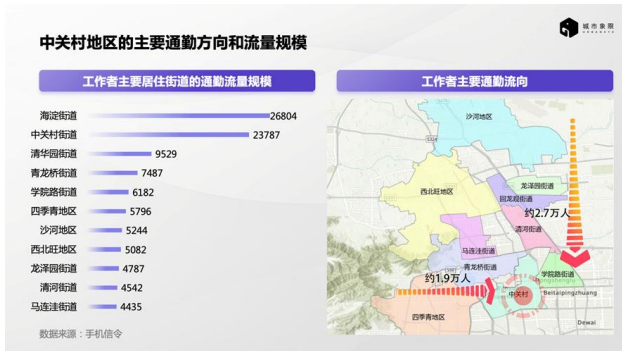 中关村地区的主要通勤方向和流量规模
城市象限
工作者主要居住街道的通勤流量规模
海淀街道 26804
中关村街道 23787
清华园街道 9529
青龙桥街道 7487
学院路街道 6182
四季青地区 5796
沙河地区 5244
西北旺地区 5082
龙泽园街道 4787
清河街道 4542
马连洼街道 4435
数据来源：手机信令
工作者主要通勤流向
沙河地区
西北旺地区
龙泽园街道
回龙观街道
约2.7万人
清河街道
马连洼街道
青龙桥街道
学院路街道
约1.9万人
中关村
Beitaipingzhuang
四季青地区
Dewai